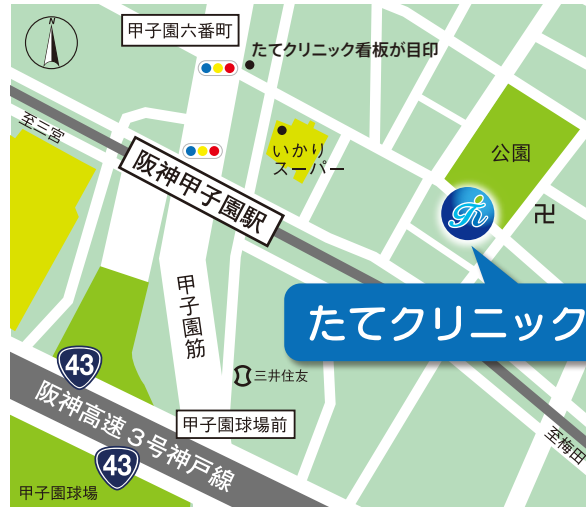 N
甲子園六番町
たてクリニック看板が目印
至三宮
いかり
スーパー
公園
阪神甲子園駅
卍
たてクリニック
甲子園筋
43
三井住友
阪神高速3号神戸線
甲子園球場前
至梅田
43
甲子園球場